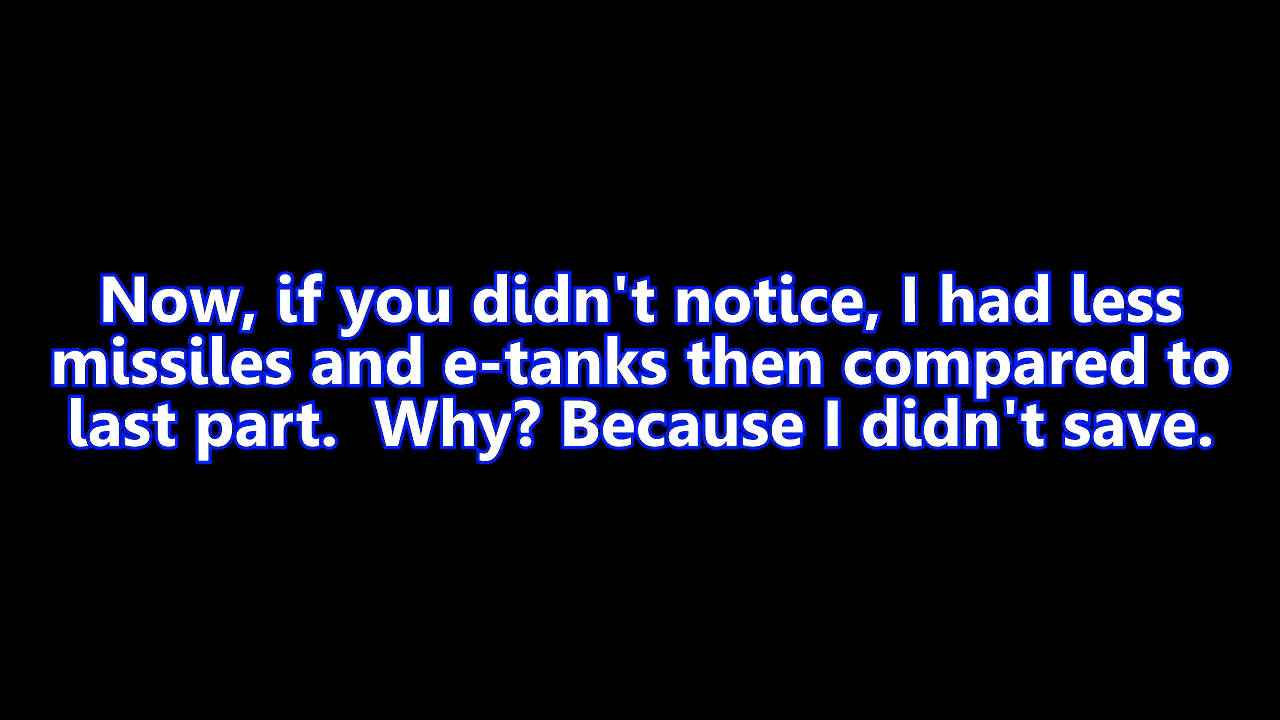 Now, if you didn't notice, I had less
missiles and e-tanks then compared to
last part.  Why? Because I didn't save.